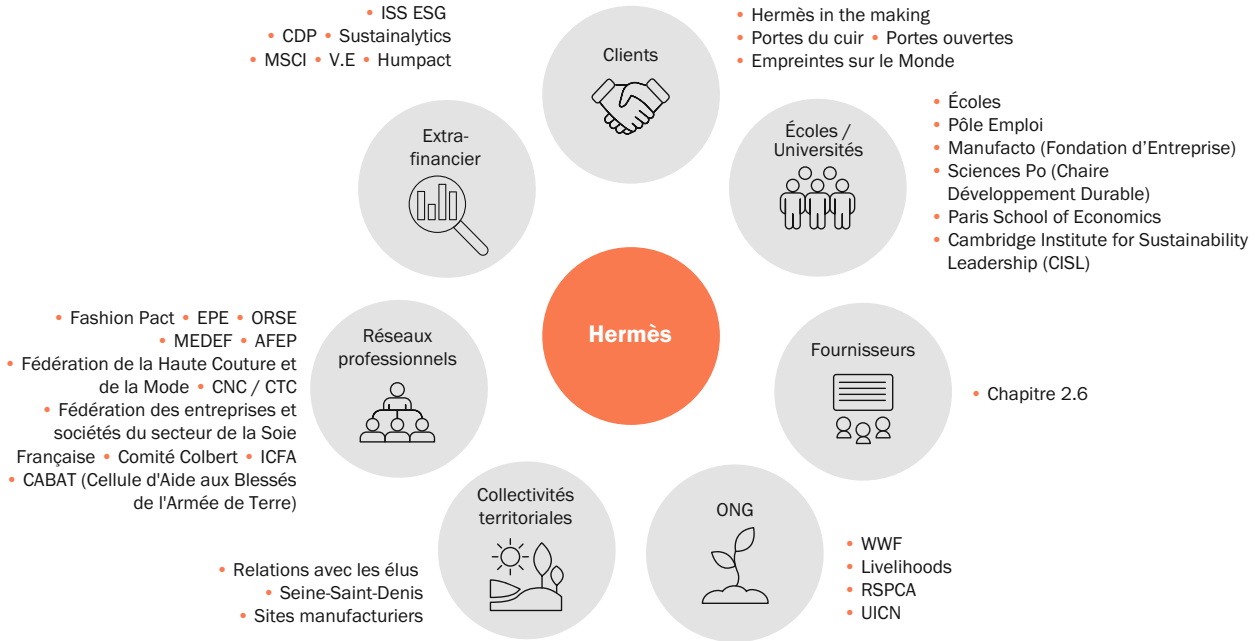 • ISS ESG
• CDP • Sustainalytics
• MSCI • V.E • Humpact
Clients
• Hermès in the making
• Portes du cuir • Portes ouvertes
• Empreintes sur le Monde
Extra-
financier
Écoles /
Universités
• Écoles
• Pôle Emploi
• Manufacto (Fondation d’Entreprise)
• Sciences Po (Chaire
Développement Durable)
• Paris School of Economics
• Cambridge Institute for Sustainability
Leadership (CISL)
Hermès
• Fashion Pact • EPE • ORSE
• MEDEF • AFEP
• Fédération de la Haute Couture et
de la Mode • CNC / CTC
• Fédération des entreprises et
sociétés du secteur de la Soie
Française • Comité Colbert • ICFA
• CABAT (Cellule d'Aide aux Blessés
de l'Armée de Terre)
Réseaux
professionnels
Fournisseurs
• Chapitre 2.6
Collectivités
territoriales
• Relations avec les élus
• Seine-Saint-Denis
• Sites manufacturiers
ONG
• WWF
• Livelihoods
• RSPCA
• UICN